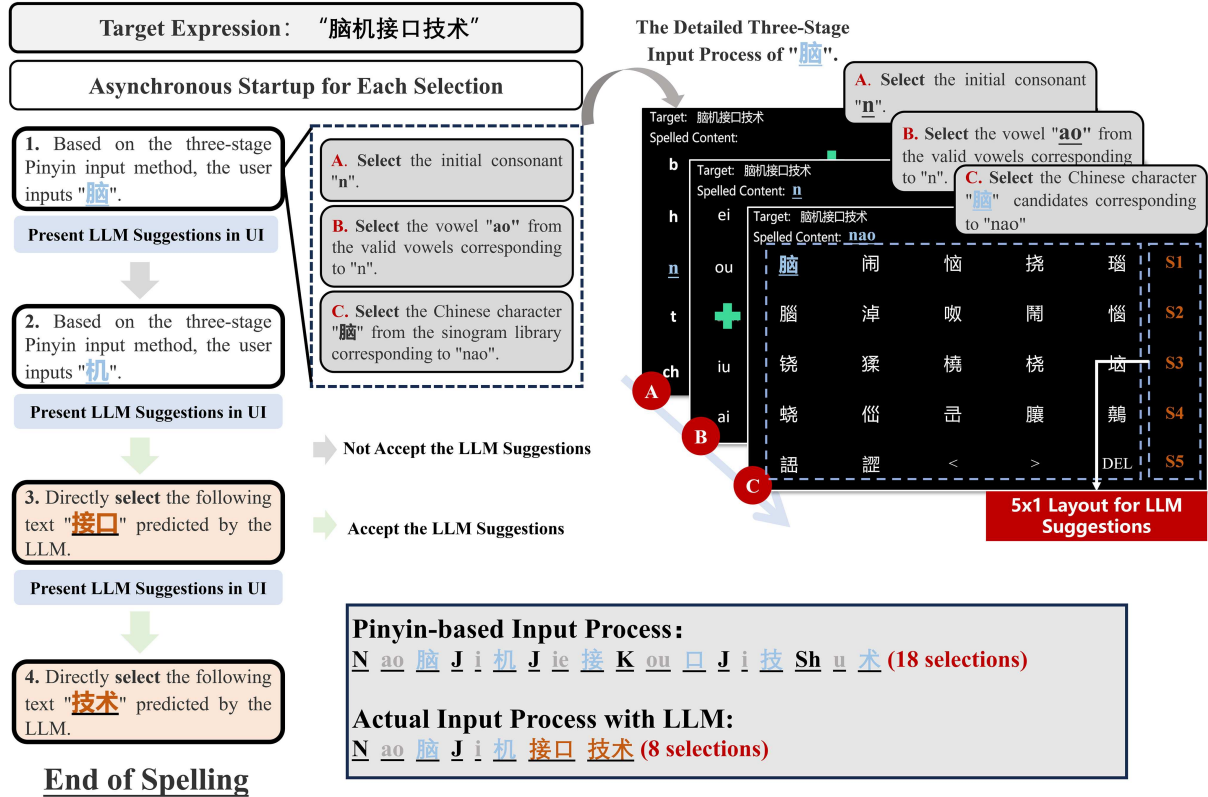 Target Expression： “脑机接口技术”
Asynchronous Startup for Each Selection
1. Based on the three-stage
Pinyin input method, the user
inputs "脑".
Present LLM Suggestions in UI
2. Based on the three-stage
Pinyin input method, the user
inputs "机".
Present LLM Suggestions in UI
3. Directly select the following
text "接口" predicted by the
LLM.
Present LLM Suggestions in UI
4. Directly select the following
text "技术" predicted by the
LLM.
End of Spelling
A. Select the initial consonant
"n".
B. Select the vowel "ao" from
the valid vowels corresponding
to "n".
C. Select the Chinese character
"脑" from the sinogram library
corresponding to "nao".
Not Accept the LLM Suggestions
Accept the LLM Suggestions
The Detailed Three-Stage
Input Process of "脑".
A. Select the initial consonant
"n".
B. Select the vowel "ao" from
the valid vowels corresponding
to "n".
C. Select the Chinese character
"脑" candidates corresponding
to "nao"
Target: 脑机接口技术
Spelled Content:
b
h
n
t
ch
A
Target: 脑机接口技术
Spelled Content: n
ei
ou
iu
ai
B
Target: 脑机接口技术
Spelled Content: nao
脑 闹 恼 挠 瑙 S1
腦 淖 呶 鬧 惱 S2
铙 猱 橈 桡 垴 S3
蛲 S4
< > DEL S5
C
5x1 Layout for LLM
Suggestions
Pinyin-based Input Process：
N ao 脑 J i 机 J ie 接 K ou 口 J i 技 Sh u 术 (18 selections)
Actual Input Process with LLM:
N ao 脑 J i 机 接口 技术 (8 selections)